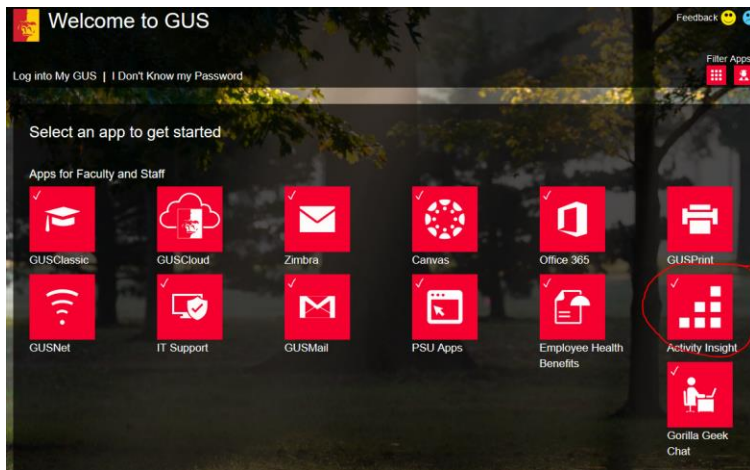 Welcome to GUS
Feedback
Log into My GUS | I Don't Know my Password
Filter Apps
Select an app to get started
Apps for Faculty and Staff
GUSClassic
GUSCloud
Zimbra
Canvas
Office 365
GUSPrint
GUSNet
IT Support
GUSMail
PSU Apps
Employee Health
Benefits
Activity Insight
Gorilla Geek
Chat